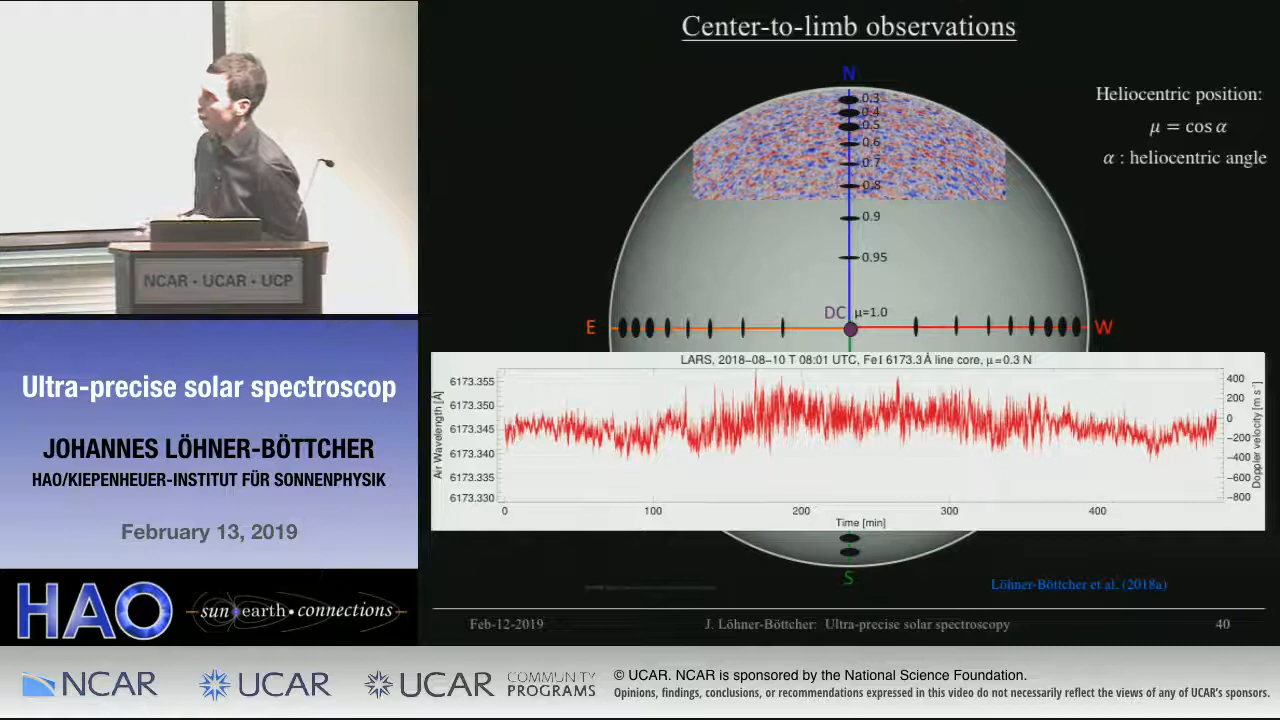 NCAR • UCAR • UCP
Ultra-precise solar spectroscop
JOHANNES LÖHNER-BÖTTCHER
HAO/KIEPENHEUER-INSTITUT FÜR SONNENPHYSIK
February 13, 2019
HAO
sun•earth•connections
Center-to-limb observations
Heliocentric position:
μ = cos α
α : heliocentric angle
N
0.3
0.4
0.5
0.6
0.7
0.8
0.9
0.95
DC
μ=1.0
E
W
LARS, 2018-08-10 T 08:01 UTC, Fe I 6173.3 Å line core, μ=0.3 N
Air Wavelength [Å]
6173.355
6173.350
6173.345
6173.340
6173.335
6173.330
400
200
0
-200
-400
-600
-800
Doppler velocity [m s⁻¹]
0
100
200
300
400
Time [min]
S
Löhner-Böttcher et al. (2018a)
Feb-12-2019
J. Löhner-Böttcher: Ultra-precise solar spectroscopy
40
NCAR
UCAR
UCAR
COMMUNITY
PROGRAMS
© UCAR. NCAR is sponsored by the National Science Foundation.
Opinions, findings, conclusions, or recommendations expressed in this video do not necessarily reflect the views of any of UCAR's sponsors.